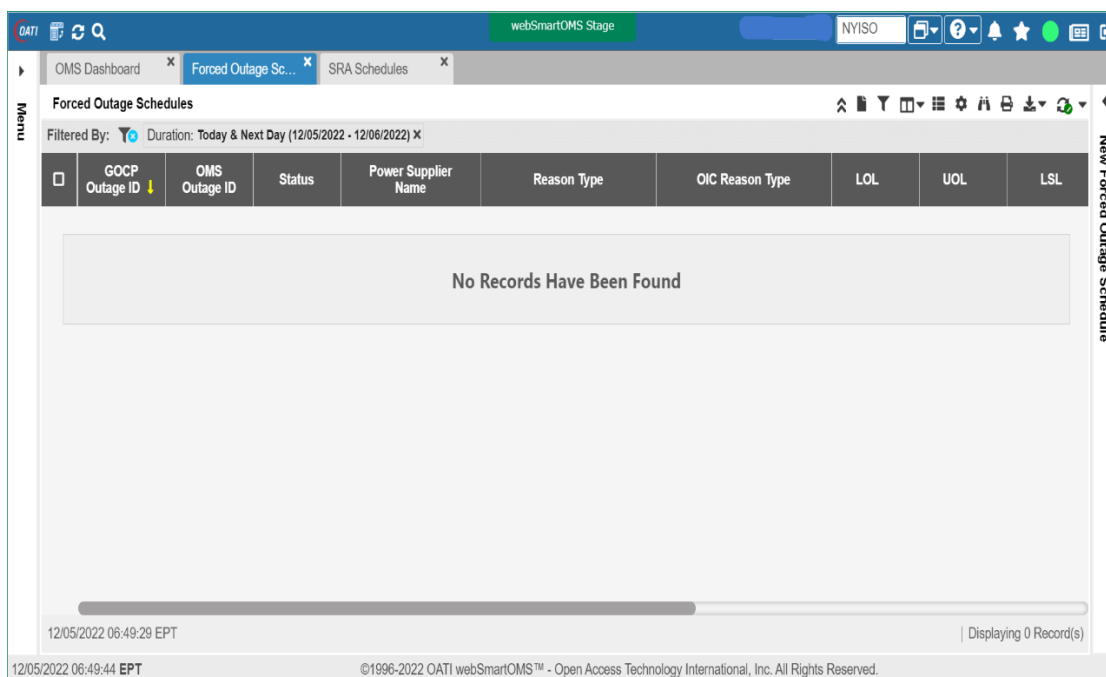 OATI
webSmartOMS Stage
NYISO
OMS Dashboard x
Forced Outage Sc... x
SRA Schedules x
Menu
Forced Outage Schedules
Filtered By: Duration: Today & Next Day (12/05/2022 - 12/06/2022) ×
GOCP Outage ID ↓
OMS Outage ID
Status
Power Supplier Name
Reason Type
OIC Reason Type
LOL
UOL
LSL
No Records Have Been Found
New Forced Outage Schedule
12/05/2022 06:49:29 EPT
| Displaying 0 Record(s)
12/05/2022 06:49:44 EPT
©1996-2022 OATI webSmartOMS™ - Open Access Technology International, Inc. All Rights Reserved.